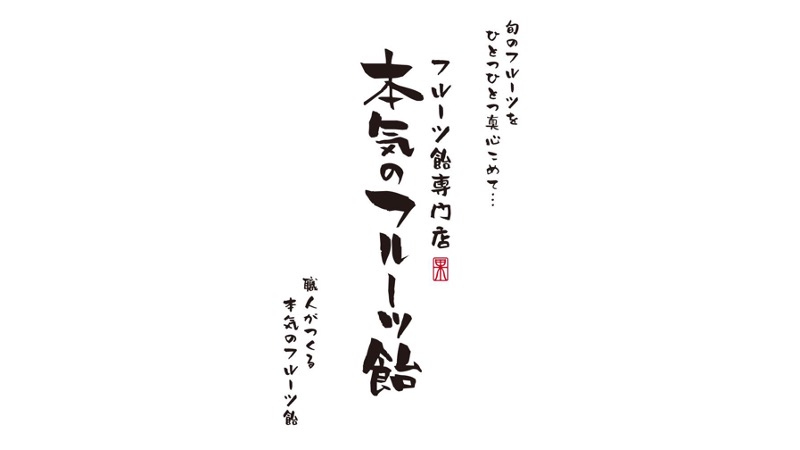 旬のフルーツを
ひとつひとつ真心こめて…
フルーツ飴専門店
果
本気のフルーツ飴
職人がつくる
本気のフルーツ飴